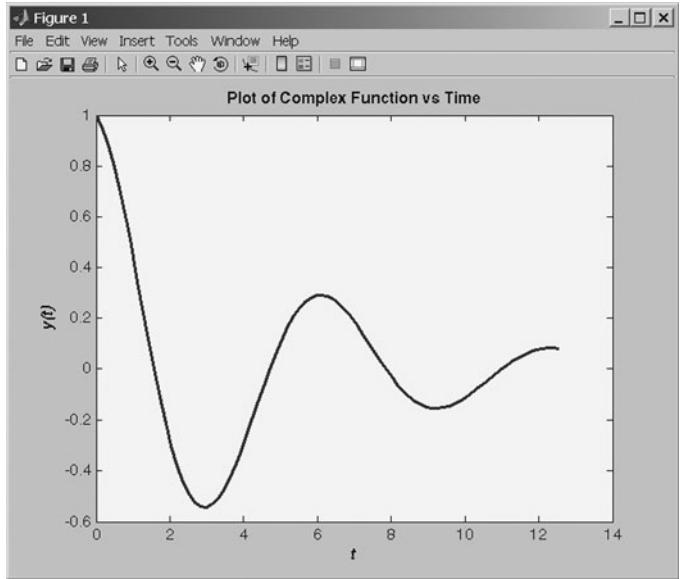 Figure 1
File Edit View Insert Tools Window Help
Plot of Complex Function vs Time
1
0.8
0.6
0.4
0.2
0
-0.2
-0.4
-0.6
y(t)
0 2 4 6 8 10 12 14
t